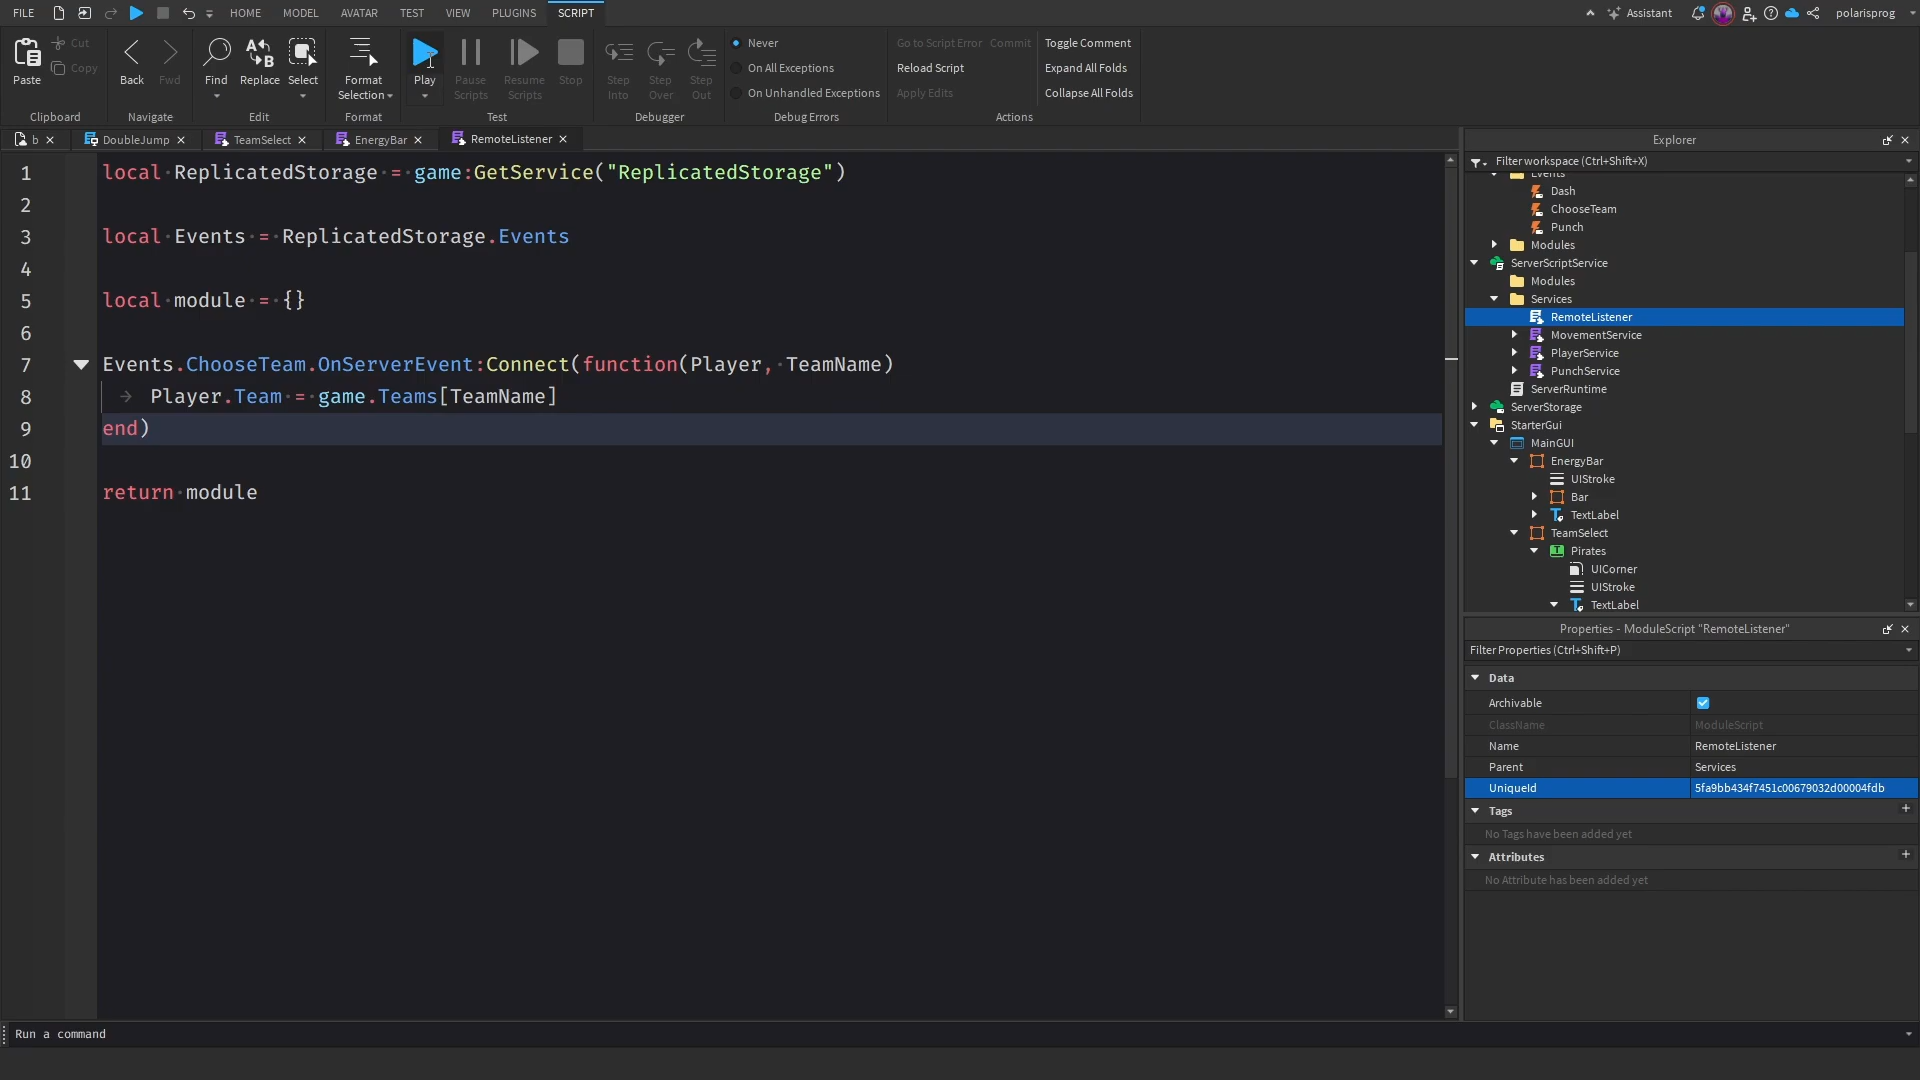 FILE HOME MODEL AVATAR TEST VIEW PLUGINS SCRIPT Assistant polarisprog
Paste Cut Copy Back Fwd Find Replace Select Format Selection Play Pause Scripts Resume Scripts Stop Step Into Step Over Step Out
Never
On All Exceptions
On Unhandled Exceptions
Go to Script Error Commit
Reload Script
Apply Edits
Toggle Comment
Expand All Folds
Collapse All Folds
Clipboard Navigate Edit Format Test Debugger Debug Errors Actions
b DoubleJump TeamSelect EnergyBar RemoteListener
1 local ReplicatedStorage = game:GetService("ReplicatedStorage")
2
3 local Events = ReplicatedStorage.Events
4
5 local module = {}
6
7 Events.ChooseTeam.OnServerEvent:Connect(function(Player, TeamName)
8 Player.Team = game.Teams[TeamName]
9 end)
10
11 return module
Explorer
Filter workspace (Ctrl+Shift+X)
Events
Dash
ChooseTeam
Punch
Modules
ServerScriptService
Modules
Services
RemoteListener
MovementService
PlayerService
PunchService
ServerRuntime
ServerStorage
StarterGui
MainGUI
EnergyBar
UIStroke
Bar
TextLabel
TeamSelect
Pirates
UICorner
UIStroke
TextLabel
Properties - ModuleScript "RemoteListener"
Filter Properties (Ctrl+Shift+P)
Data
Archivable
ClassName ModuleScript
Name RemoteListener
Parent Services
UniqueId 5fa9bb434f7451c00679032d00004fdb
Tags
No Tags have been added yet
Attributes
No Attribute has been added yet
Run a command